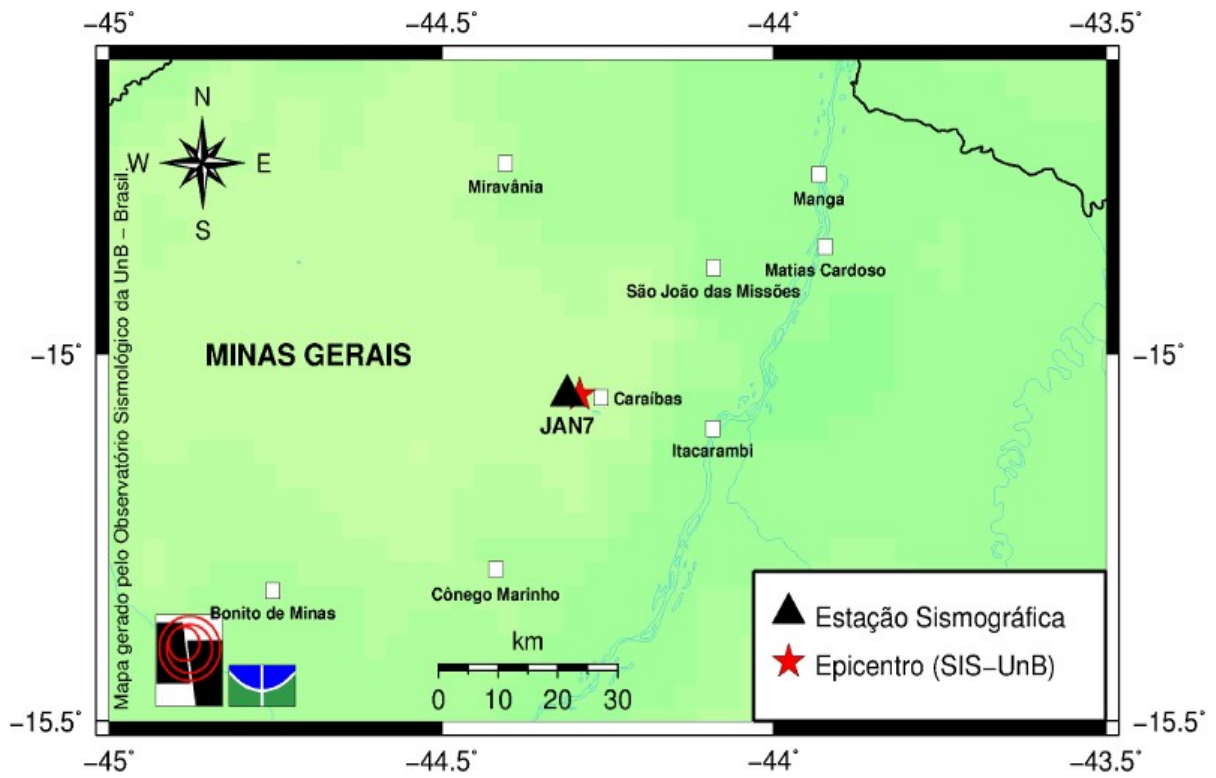 -45˚
-44.5˚
-44˚
-43.5˚
N
W
E
S
Miravânia
Manga
Matias Cardoso
São João das Missões
-15˚
MINAS GERAIS
-15˚
Caraíbas
JAN7
Itacarambi
Cônego Marinho
Bonito de Minas
km
0 10 20 30
Estação Sismográfica
Epicentro (SIS-UnB)
Mapa gerado pelo Observatório Sismológico da UnB - Brasil.
-15.5˚
-15.5˚
-45˚
-44.5˚
-44˚
-43.5˚